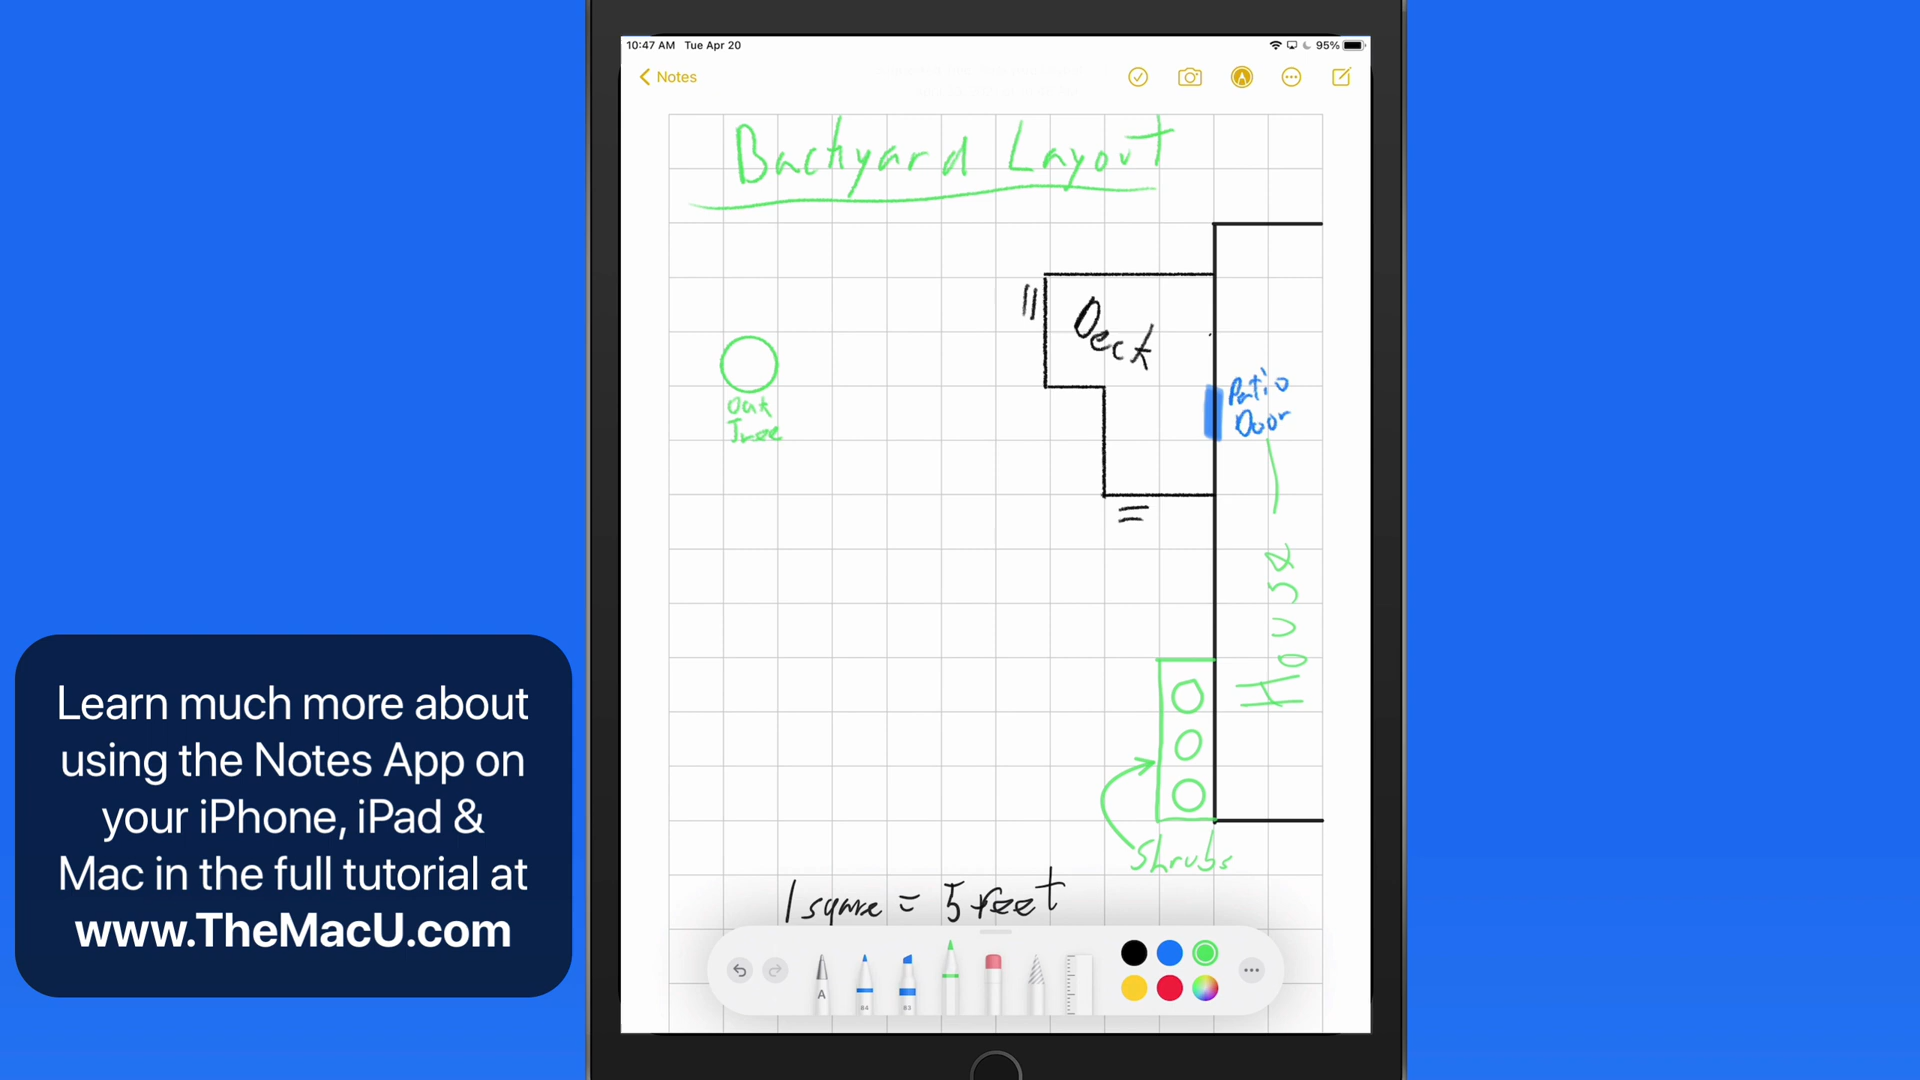 10:47 AM Tue Apr 20
95%
Notes
Backyard Layout
Deck
Oak
Tree
Patio
Door
House
Shrubs
1 square = 5 feet
A
84
83
Learn much more about
using the Notes App on
your iPhone, iPad &
Mac in the full tutorial at
www.TheMacU.com